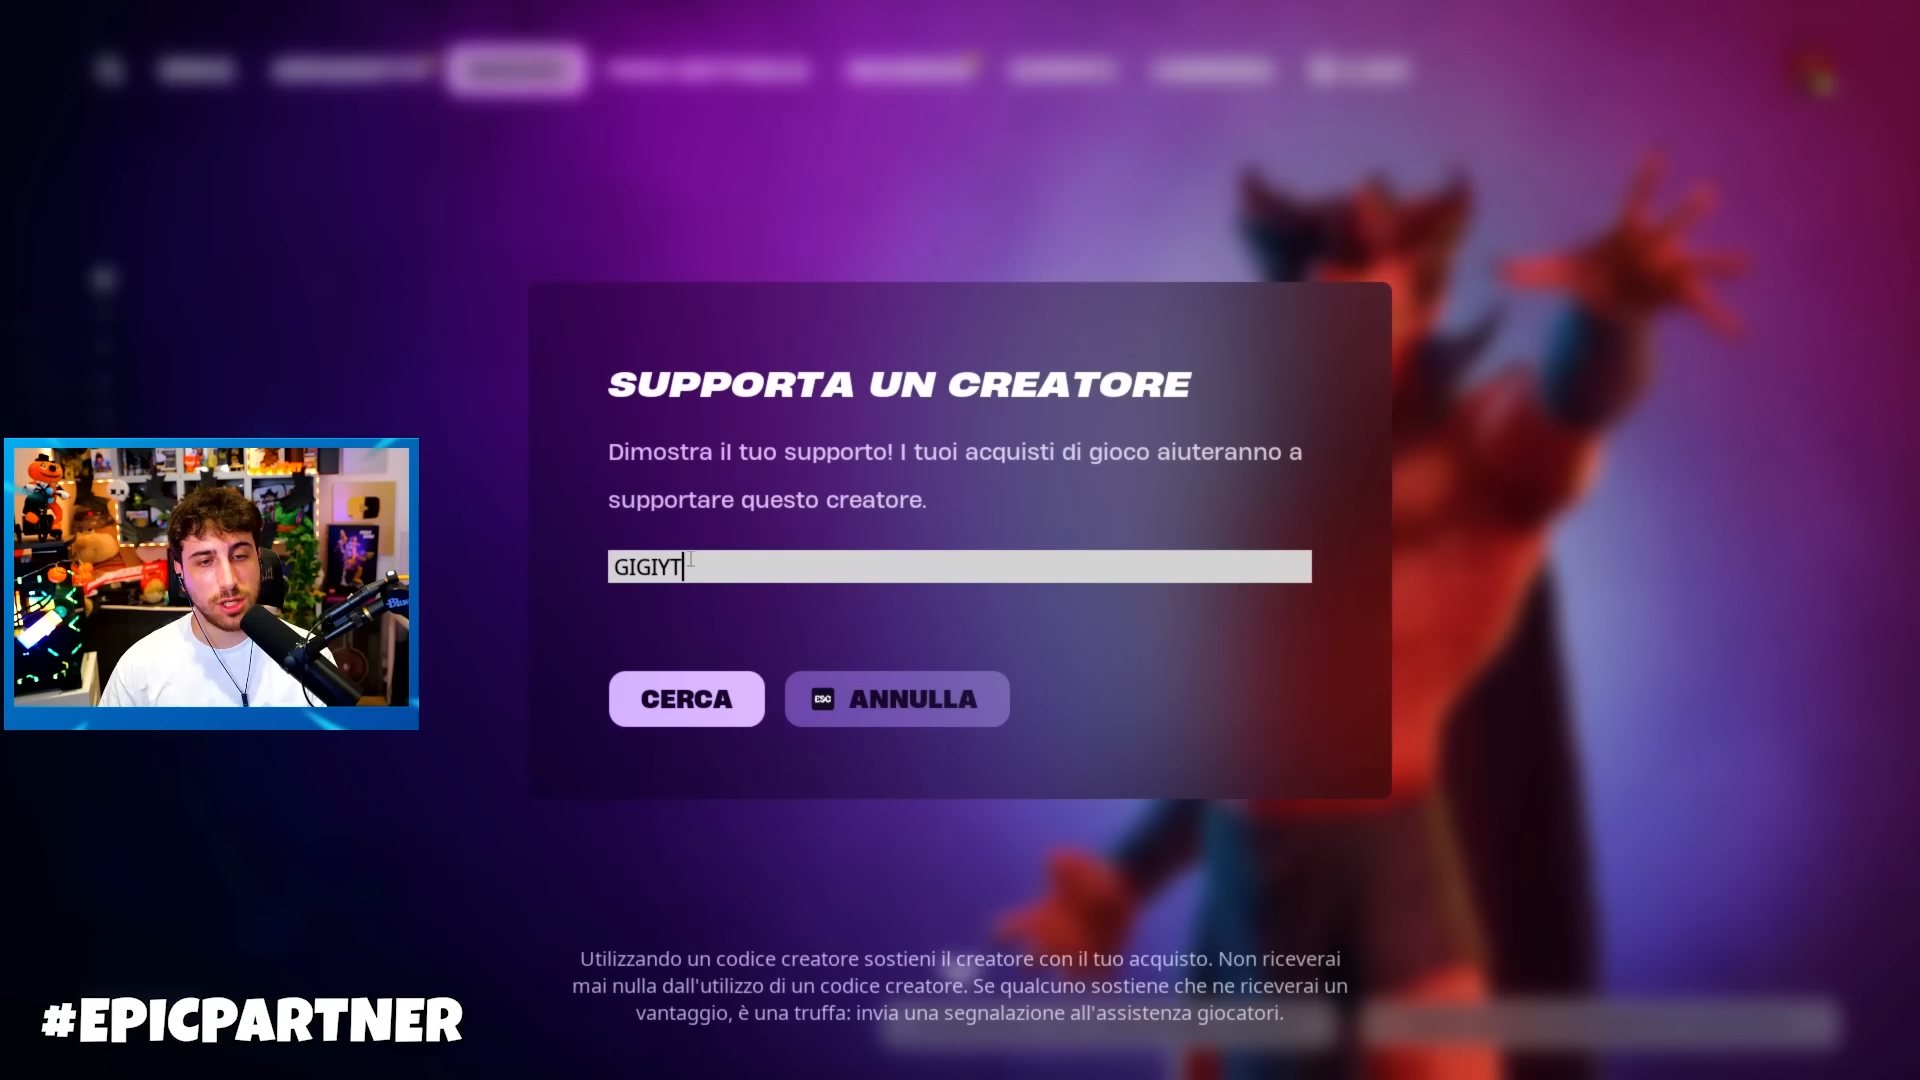 SUPPORTA UN CREATORE
Dimostra il tuo supporto! I tuoi acquisti di gioco aiuteranno a
supportare questo creatore.
GIGIYT
CERCA
ESC ANNULLA
Utilizzando un codice creatore sostieni il creatore con il tuo acquisto. Non riceverai
mai nulla dall'utilizzo di un codice creatore. Se qualcuno sostiene che ne riceverai un
vantaggio, è una truffa: invia una segnalazione all'assistenza giocatori.
#EPICPARTNER